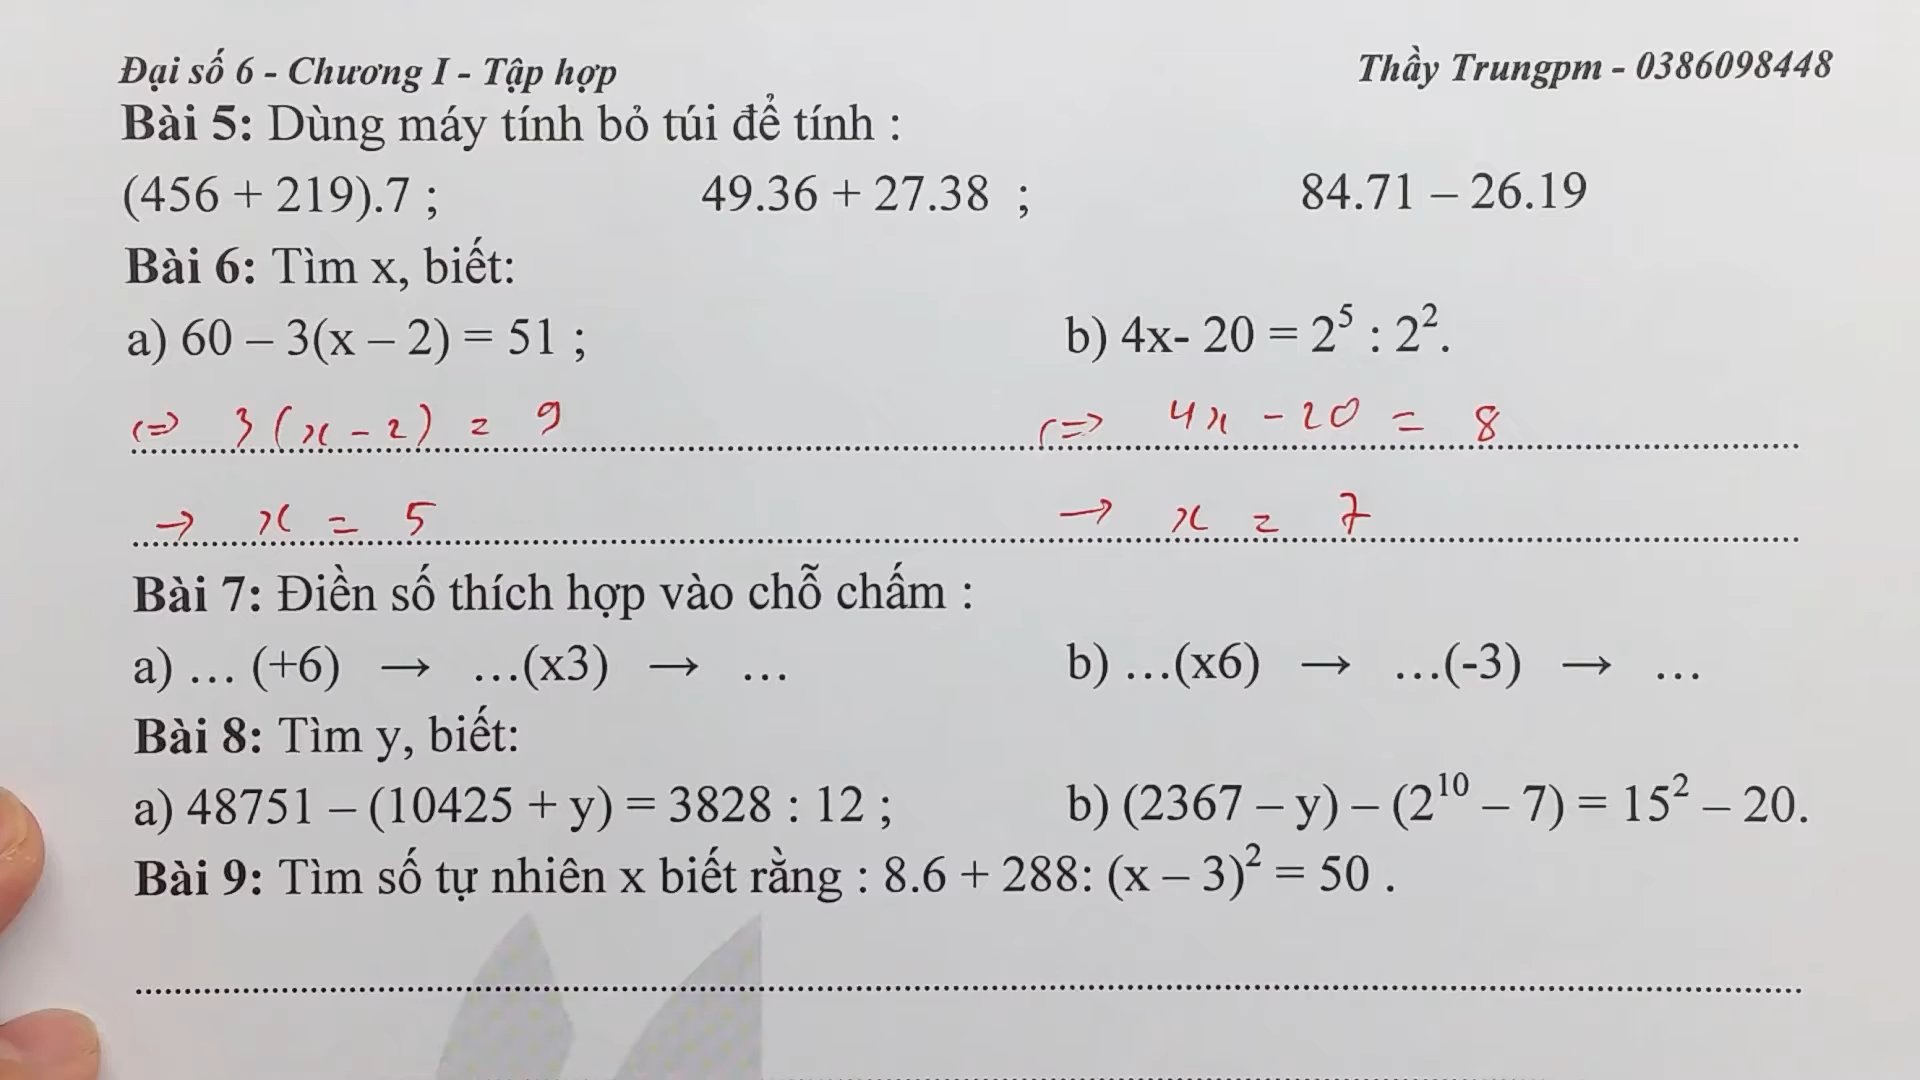 Đại số 6 - Chương I - Tập hợp Thầy Trungpm - 0386098448
Bài 5: Dùng máy tính bỏ túi để tính :
(456 + 219).7 ; 49.36 + 27.38 ; 84.71 – 26.19
Bài 6: Tìm x, biết:
a) 60 – 3(x – 2) = 51 ; b) 4x- 20 = 2⁵ : 2².
<=> 3(x - 2) = 9 <=> 4x - 20 = 8
→ x = 5 → x = 7
Bài 7: Điền số thích hợp vào chỗ chấm :
a) … (+6) → …(x3) → … b) …(x6) → …(-3) → …
Bài 8: Tìm y, biết:
a) 48751 – (10425 + y) = 3828 : 12 ; b) (2367 – y) – (2¹⁰ – 7) = 15² – 20.
Bài 9: Tìm số tự nhiên x biết rằng : 8.6 + 288: (x – 3)² = 50 .